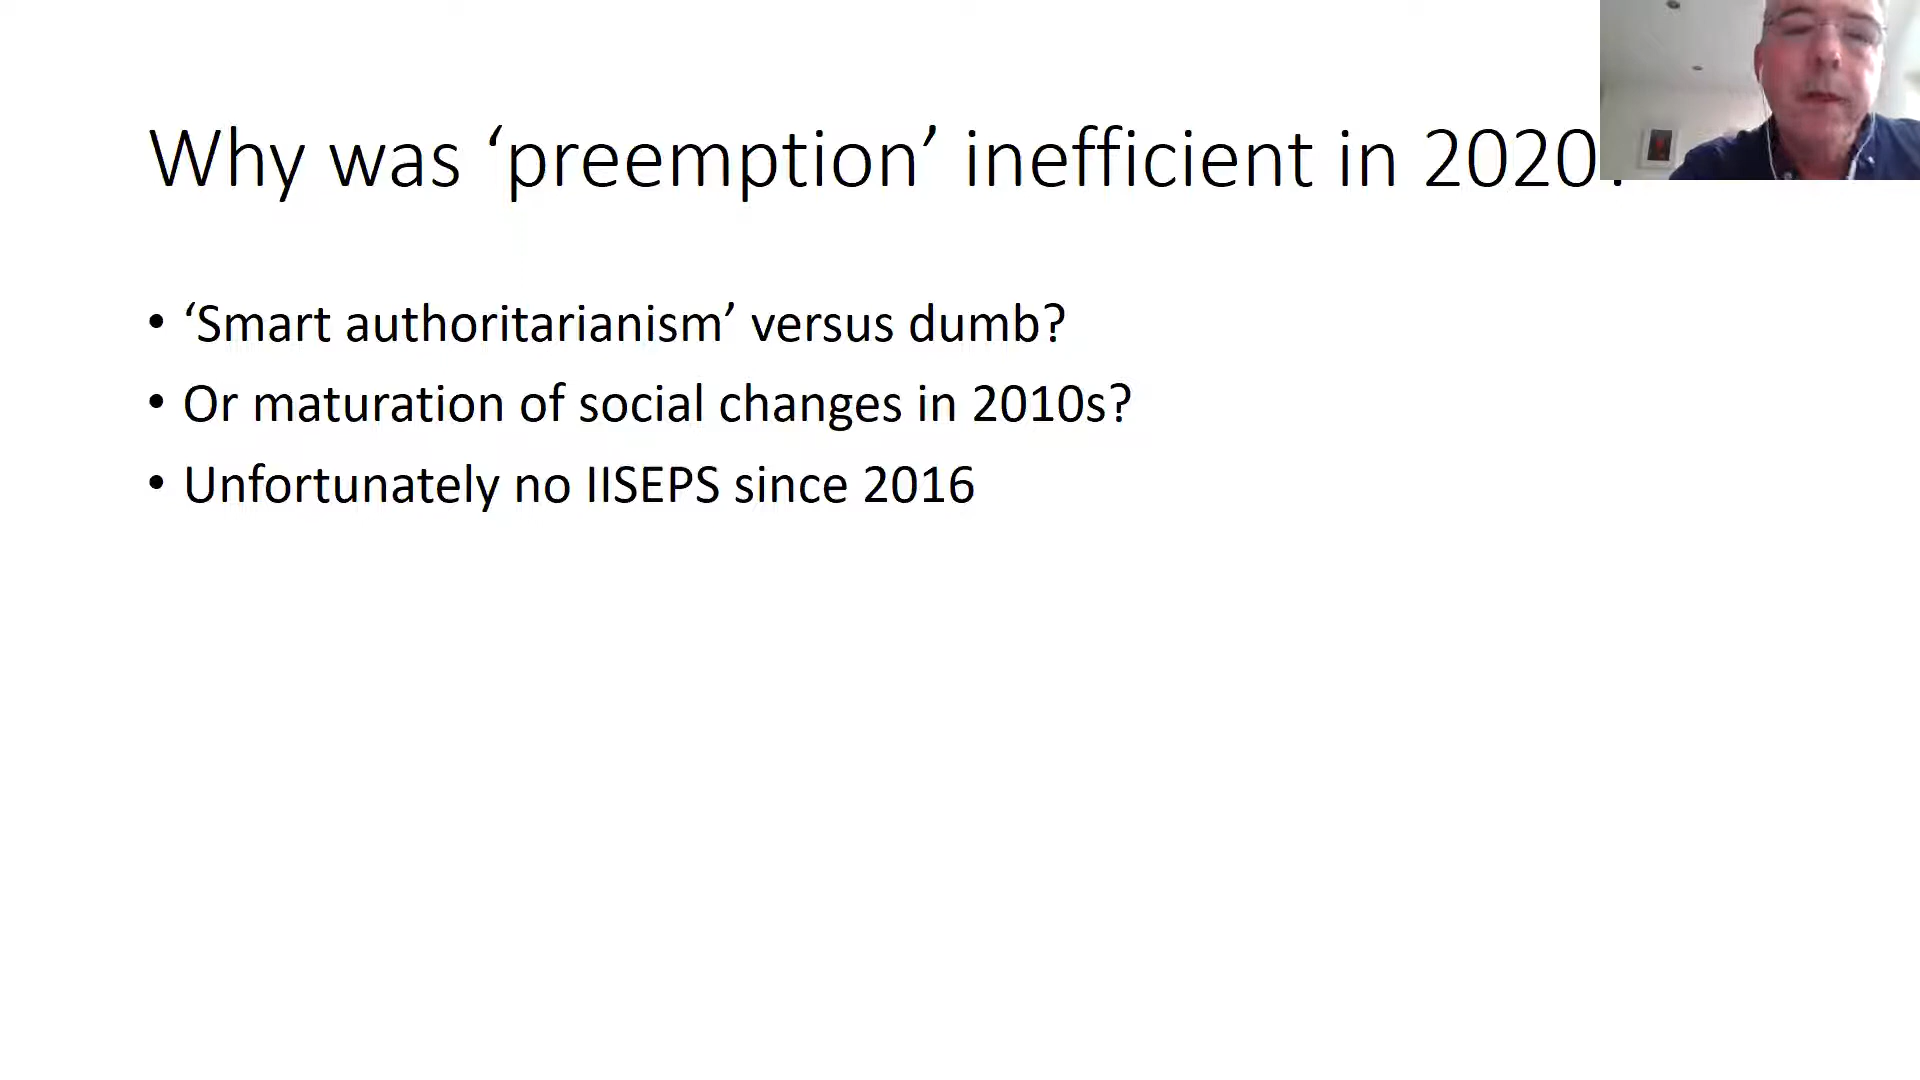 Why was ‘preemption’ inefficient in 2020?
• ‘Smart authoritarianism’ versus dumb?
• Or maturation of social changes in 2010s?
• Unfortunately no IISEPS since 2016